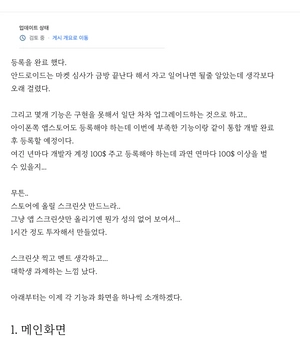 업데이트 상태
검토 중 · 게시 개요로 이동
등록을 완료 했다.
안드로이드는 마켓 심사가 금방 끝난다 해서 자고 일어나면 될줄 알았는데 생각보다
오래 걸렸다.
그리고 몇개 기능은 구현을 못해서 일단 차차 업그레이드하는 것으로 하고..
아이폰쪽 앱스토어도 등록해야 하는데 이번에 부족한 기능이랑 같이 통합 개발 완료
후 등록할 예정이다.
여긴 년마다 개발자 계정 100$ 주고 등록해야 하는데 과연 연마다 100$ 이상을 벌
수 있을지...
무튼..
스토어에 올릴 스크린샷 만드느라..
그냥 앱 스크린샷만 올리기엔 뭔가 성의 없어 보여서...
1시간 정도 투자해서 만들었다.
스크린샷 찍고 멘트 생각하고...
대학생 과제하는 느낌 났다.
아래부터는 이제 각 기능과 화면을 하나씩 소개하겠다.
1. 메인화면